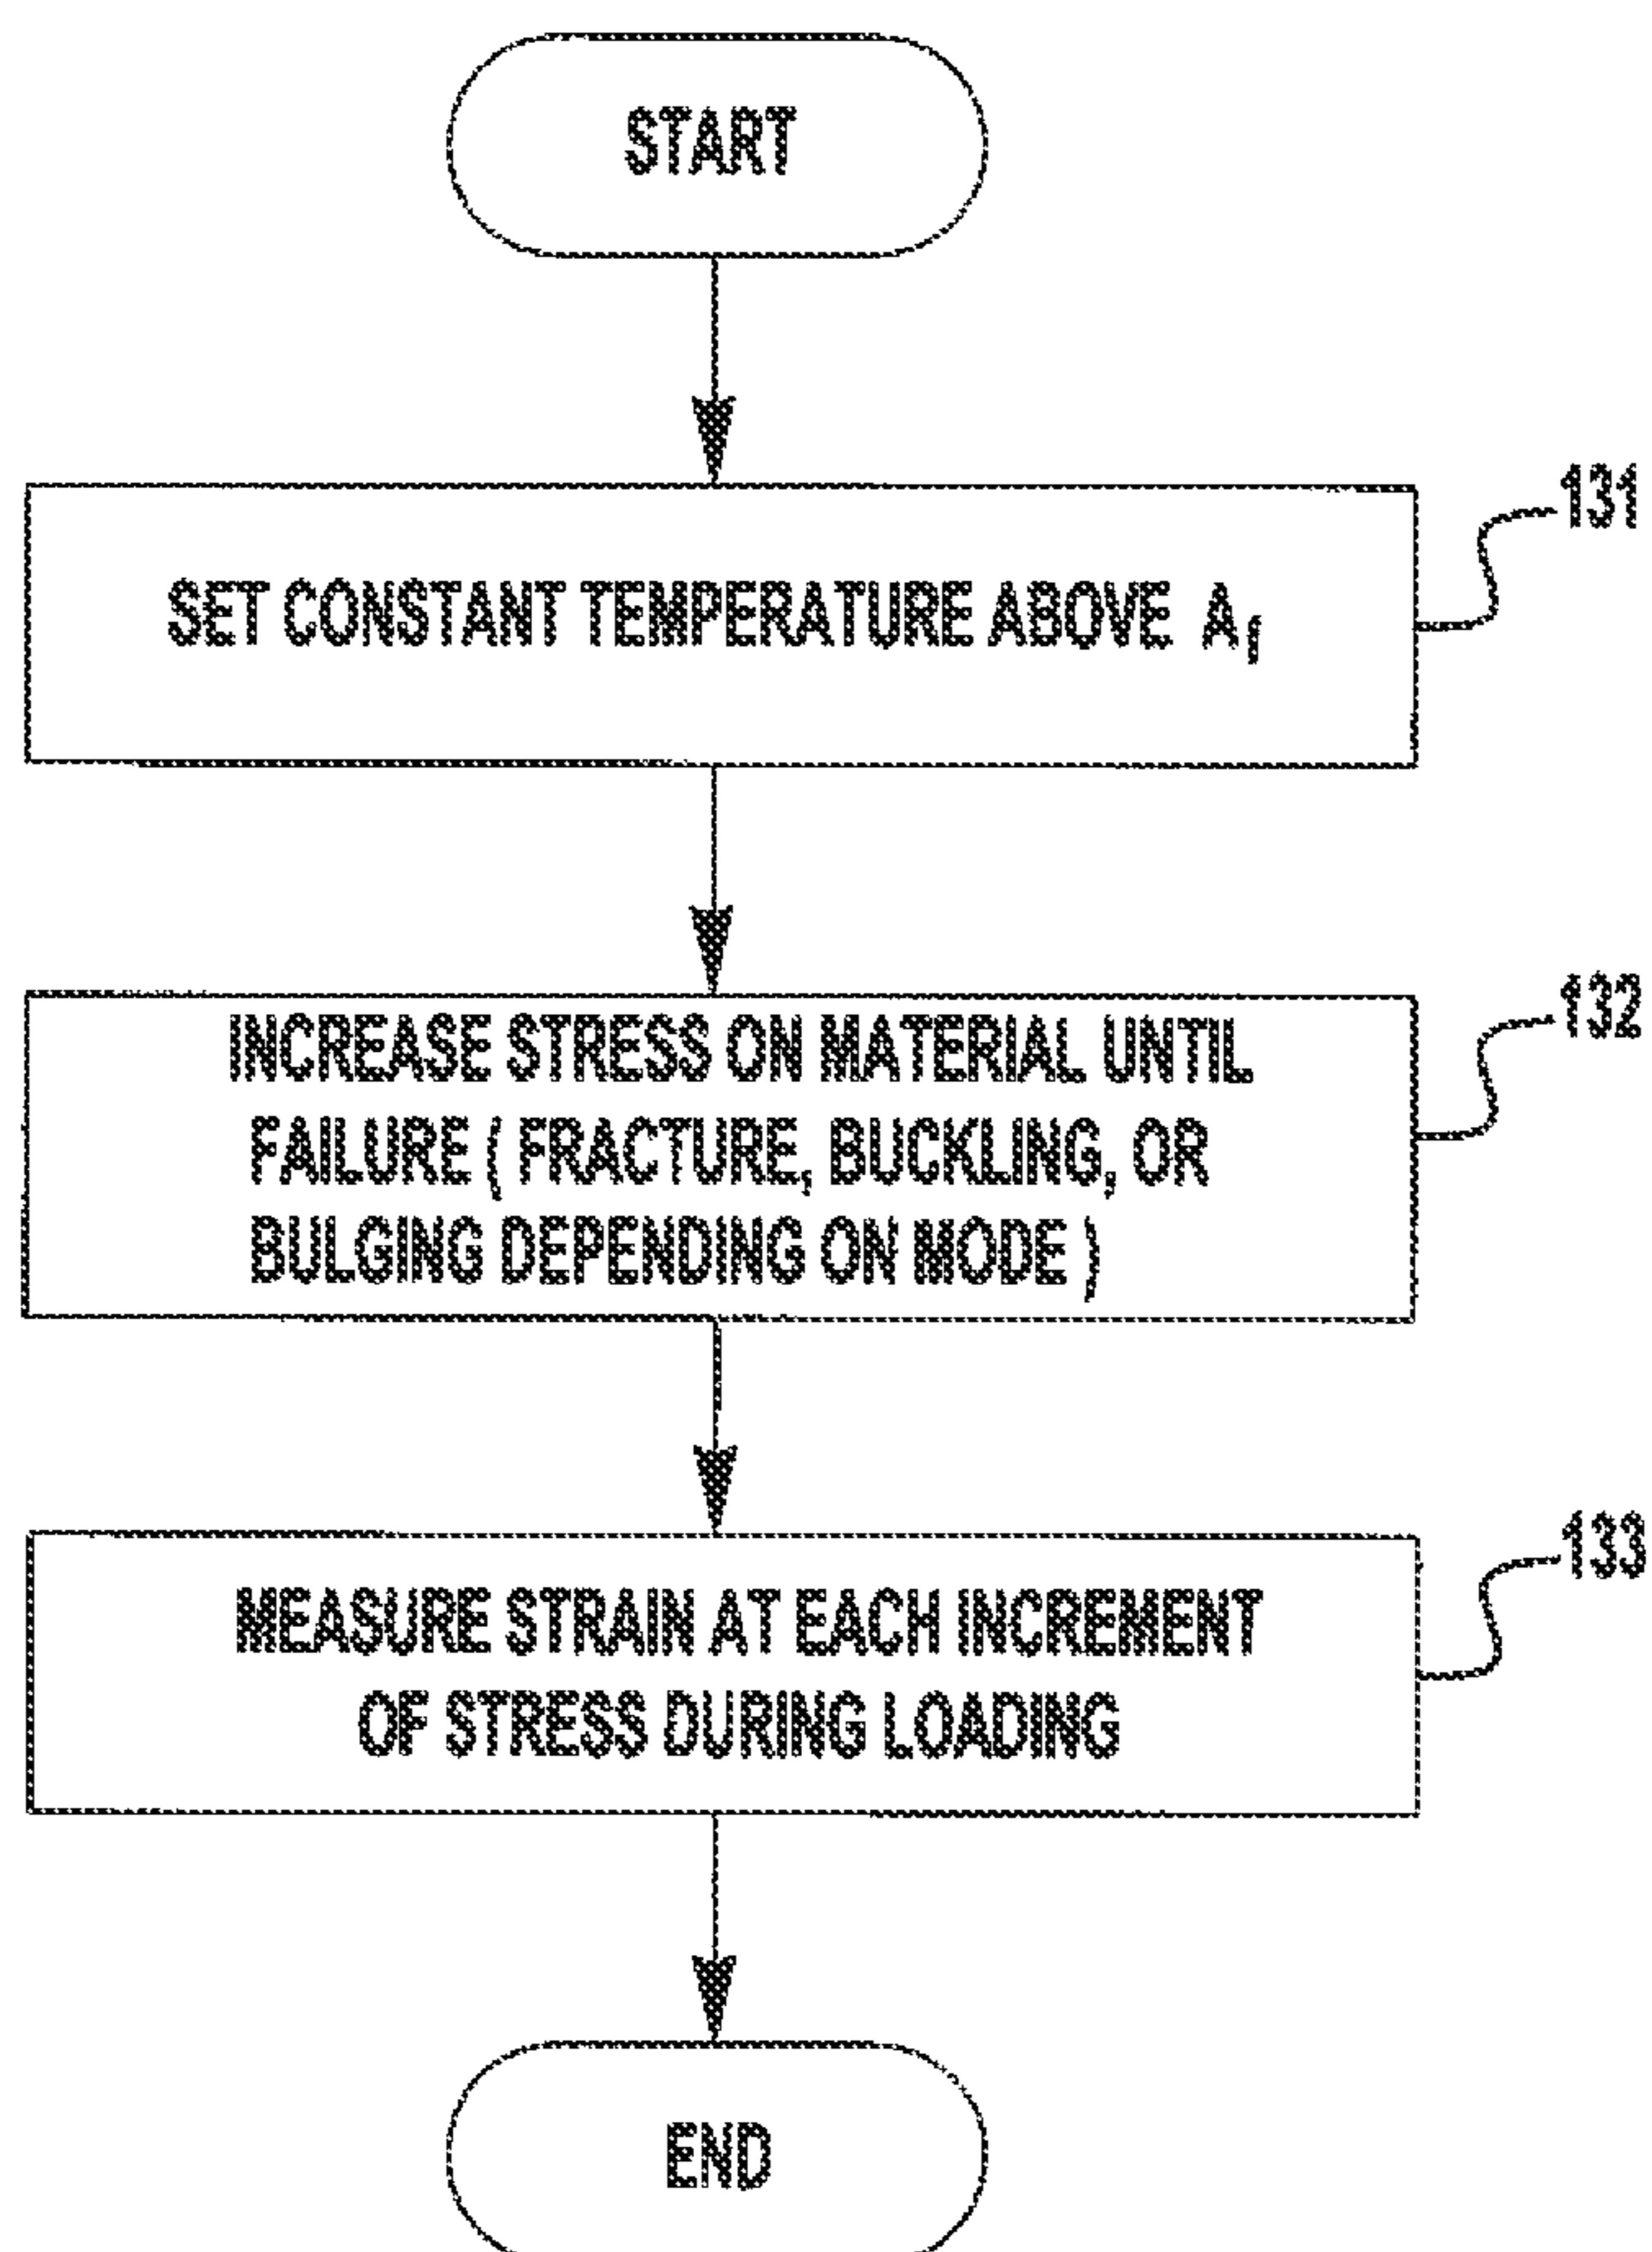 START
131
SET CONSTANT TEMPERATURE ABOVE Af
132
INCREASE STRESS ON MATERIAL UNTIL
FAILURE ( FRACTURE, BUCKLING, OR
BULGING DEPENDING ON MODE )
133
MEASURE STRAIN AT EACH INCREMENT
OF STRESS DURING LOADING
END